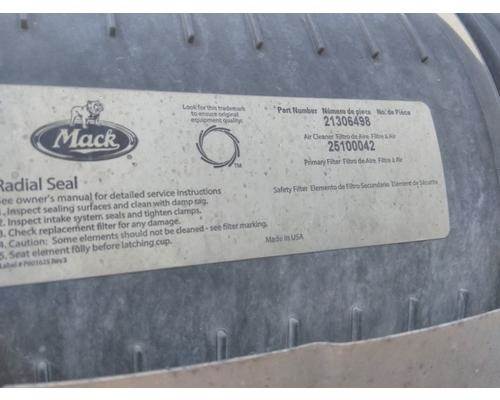 Mack
Look for this trademark
to ensure original
equipment quality:
TM
Part Number Número de pieza No. de Pièce
21306498
Air Cleaner Filtro de Aire, Filtre à Air
25100042
Primary Filter Filtro de Aire, Filtre à Air
Safety Filter Elemento de Filtro Secundario Element de Sécurité
Radial Seal
See owner's manual for detailed service instructions
1. Inspect sealing surfaces and clean with damp rag.
2. Inspect intake system seals and tighten clamps.
3. Check replacement filter for any damage.
4. Caution: Some elements should not be cleaned - see filter marking.
5. Seat element fully before latching cup.
Label # P601625 Rev3
Made in USA